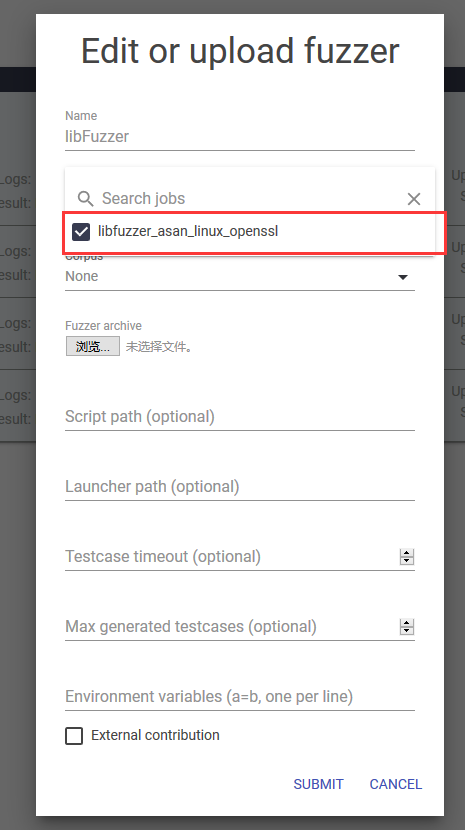 Edit or upload fuzzer
Name
libFuzzer
Search jobs
libfuzzer_asan_linux_openssl
Corpus
None
Fuzzer archive
浏览... 未选择文件。
Script path (optional)
Launcher path (optional)
Testcase timeout (optional)
Max generated testcases (optional)
Environment variables (a=b, one per line)
External contribution
SUBMIT CANCEL
Logs:
esult:
Logs:
esult:
Logs:
esult:
Logs:
esult:
Up
S
Up
S
Up
S
Up
S